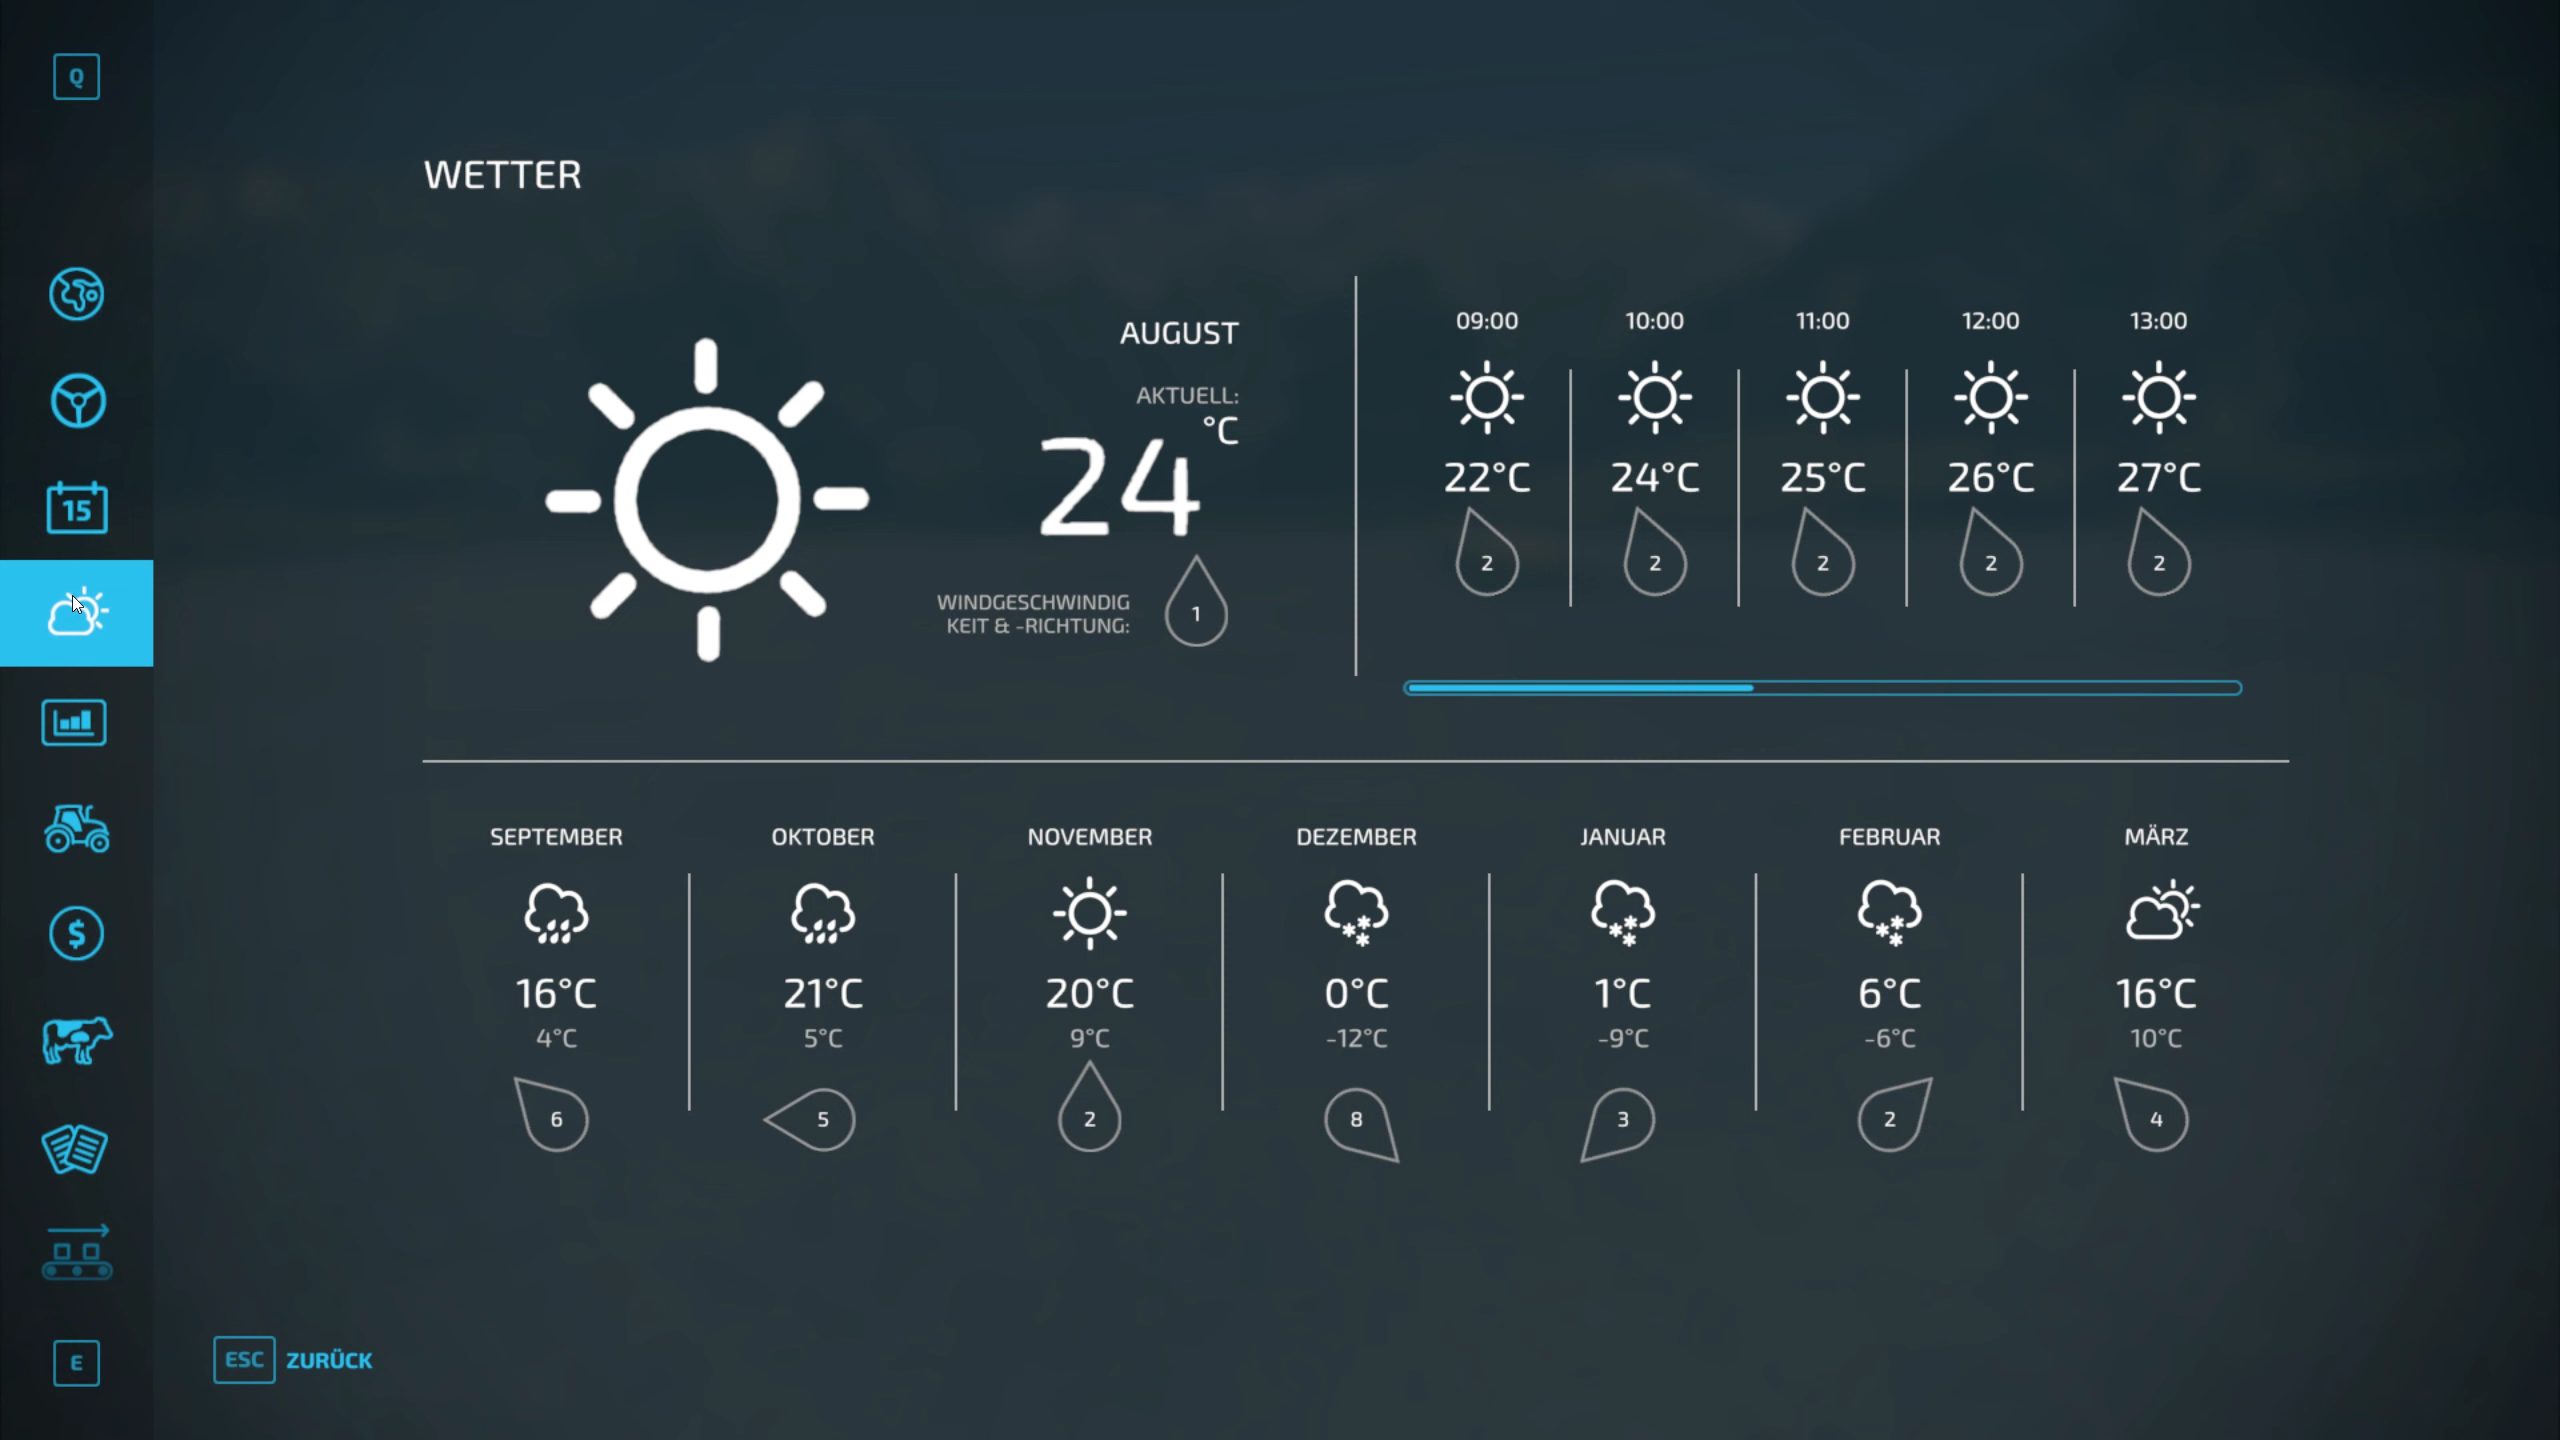 Q
WETTER
15
AUGUST
AKTUELL:
24 °C
WINDGESCHWINDIG
KEIT & -RICHTUNG:
1
09:00 10:00 11:00 12:00 13:00
22°C 24°C 25°C 26°C 27°C
2 2 2 2 2
SEPTEMBER OKTOBER NOVEMBER DEZEMBER JANUAR FEBRUAR MÄRZ
16°C 21°C 20°C 0°C 1°C 6°C 16°C
4°C 5°C 9°C -12°C -9°C -6°C 10°C
6 5 2 8 3 2 4
$
E
ESC ZURÜCK